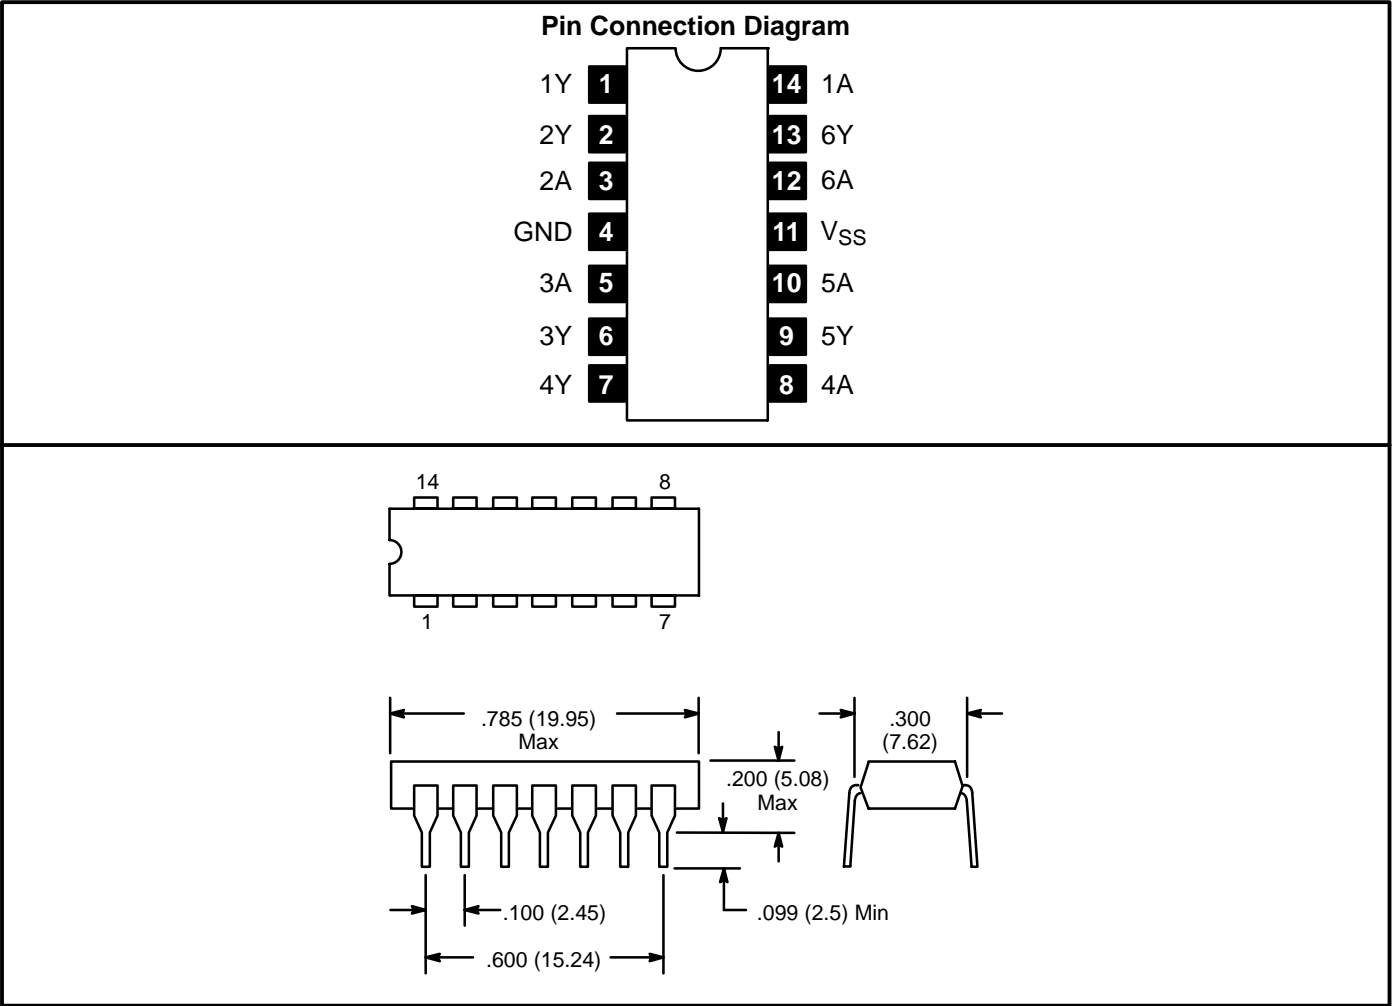 Pin Connection Diagram
1Y 1 14 1A
2Y 2 13 6Y
2A 3 12 6A
GND 4 11 VSS
3A 5 10 5A
3Y 6 9 5Y
4Y 7 8 4A
14 8
1 7
.785 (19.95)
Max
.300
(7.62)
.200 (5.08)
Max
.100 (2.45)
.099 (2.5) Min
.600 (15.24)